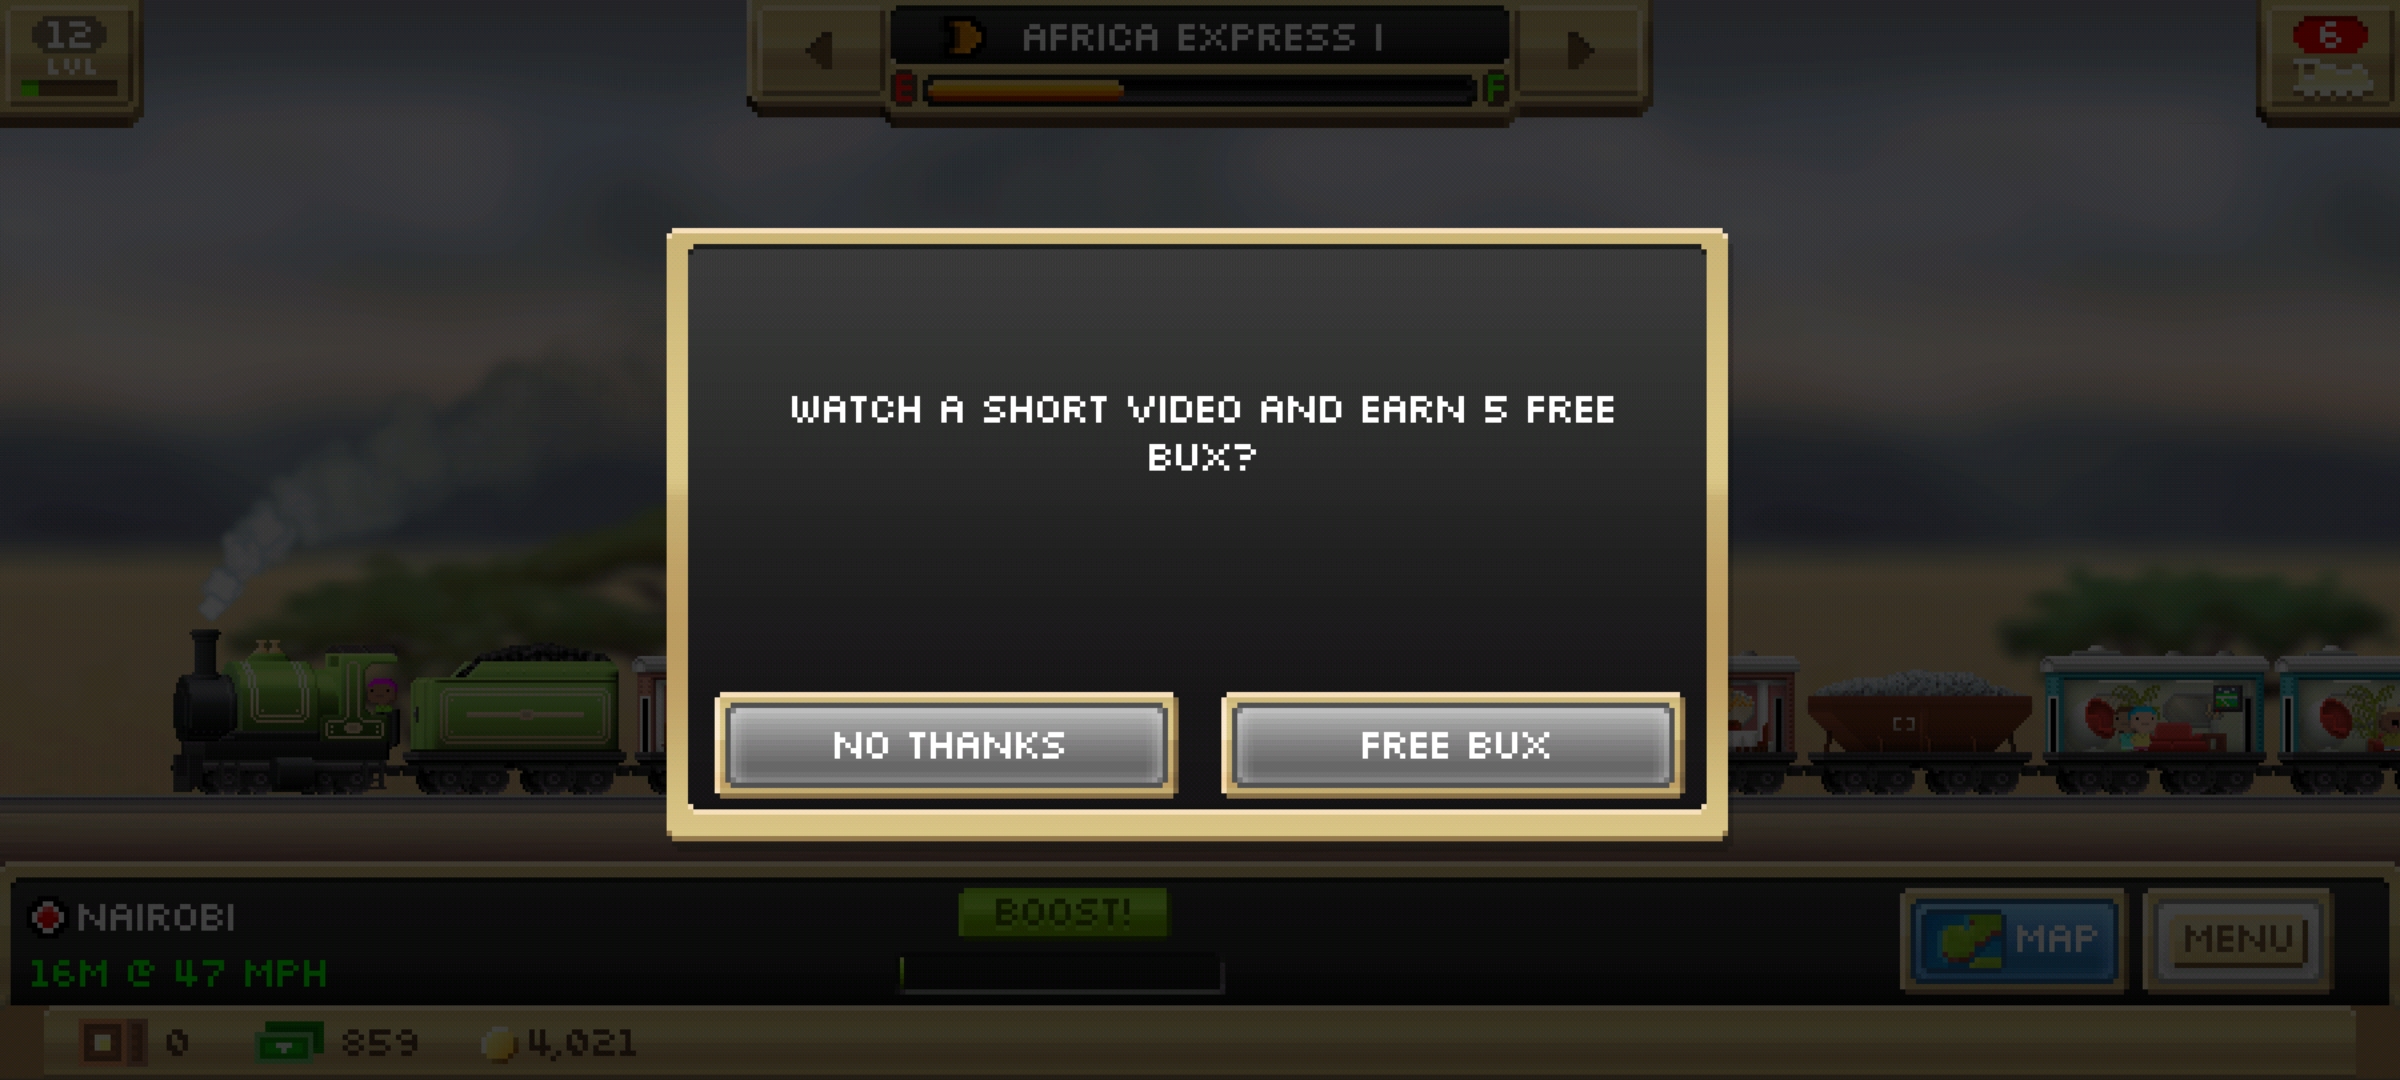 12
LVL
AFRICA EXPRESS I
E
F
6
WATCH A SHORT VIDEO AND EARN 5 FREE
BUX?
NO THANKS
FREE BUX
NAIROBI
16M @ 47 MPH
BOOST!
MAP
MENU
0
859
4,021